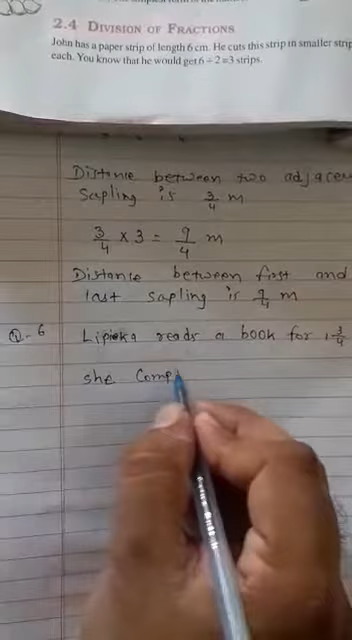 2.4 DIVISION OF FRACTIONS
John has a paper strip of length 6 cm. He cuts this strip in smaller strip
each. You know that he would get 6 ÷ 2 = 3 strips.
Distance between two adjacen
Sapling is 3/4 m
3/4 × 3 = 9/4 m
Distance between first and
last sapling is 9/4 m
Q-6 Lipika reads a book for 1 3/4
she Comp